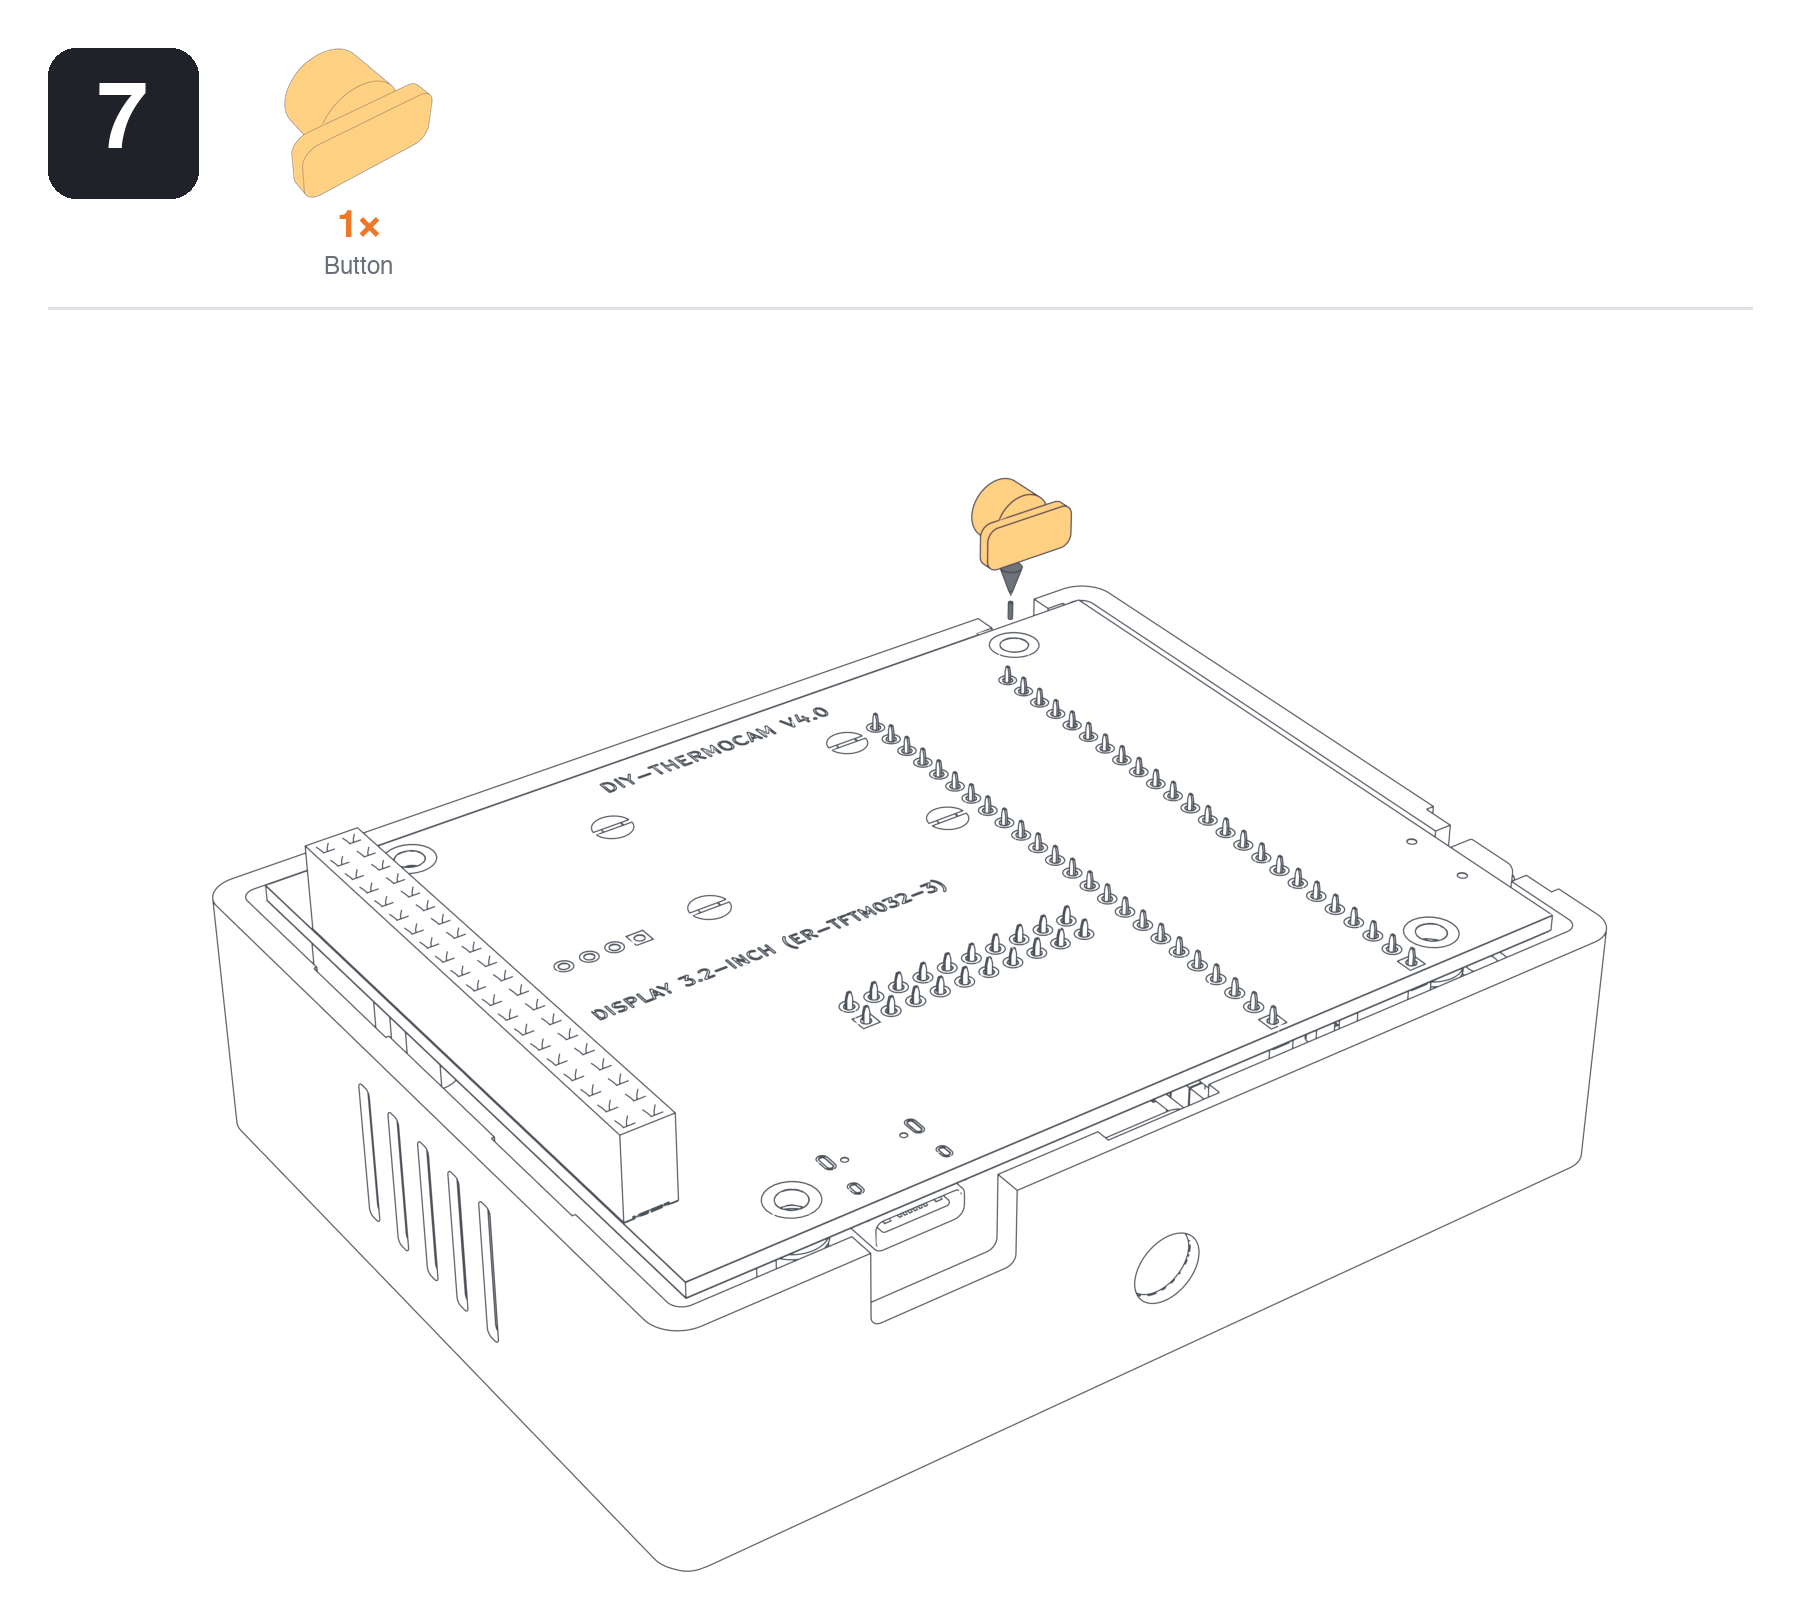 7
1×
Button
DIY-THERMOCAM V4.0
DISPLAY 3.2-INCH (ER-TFTM032-3)